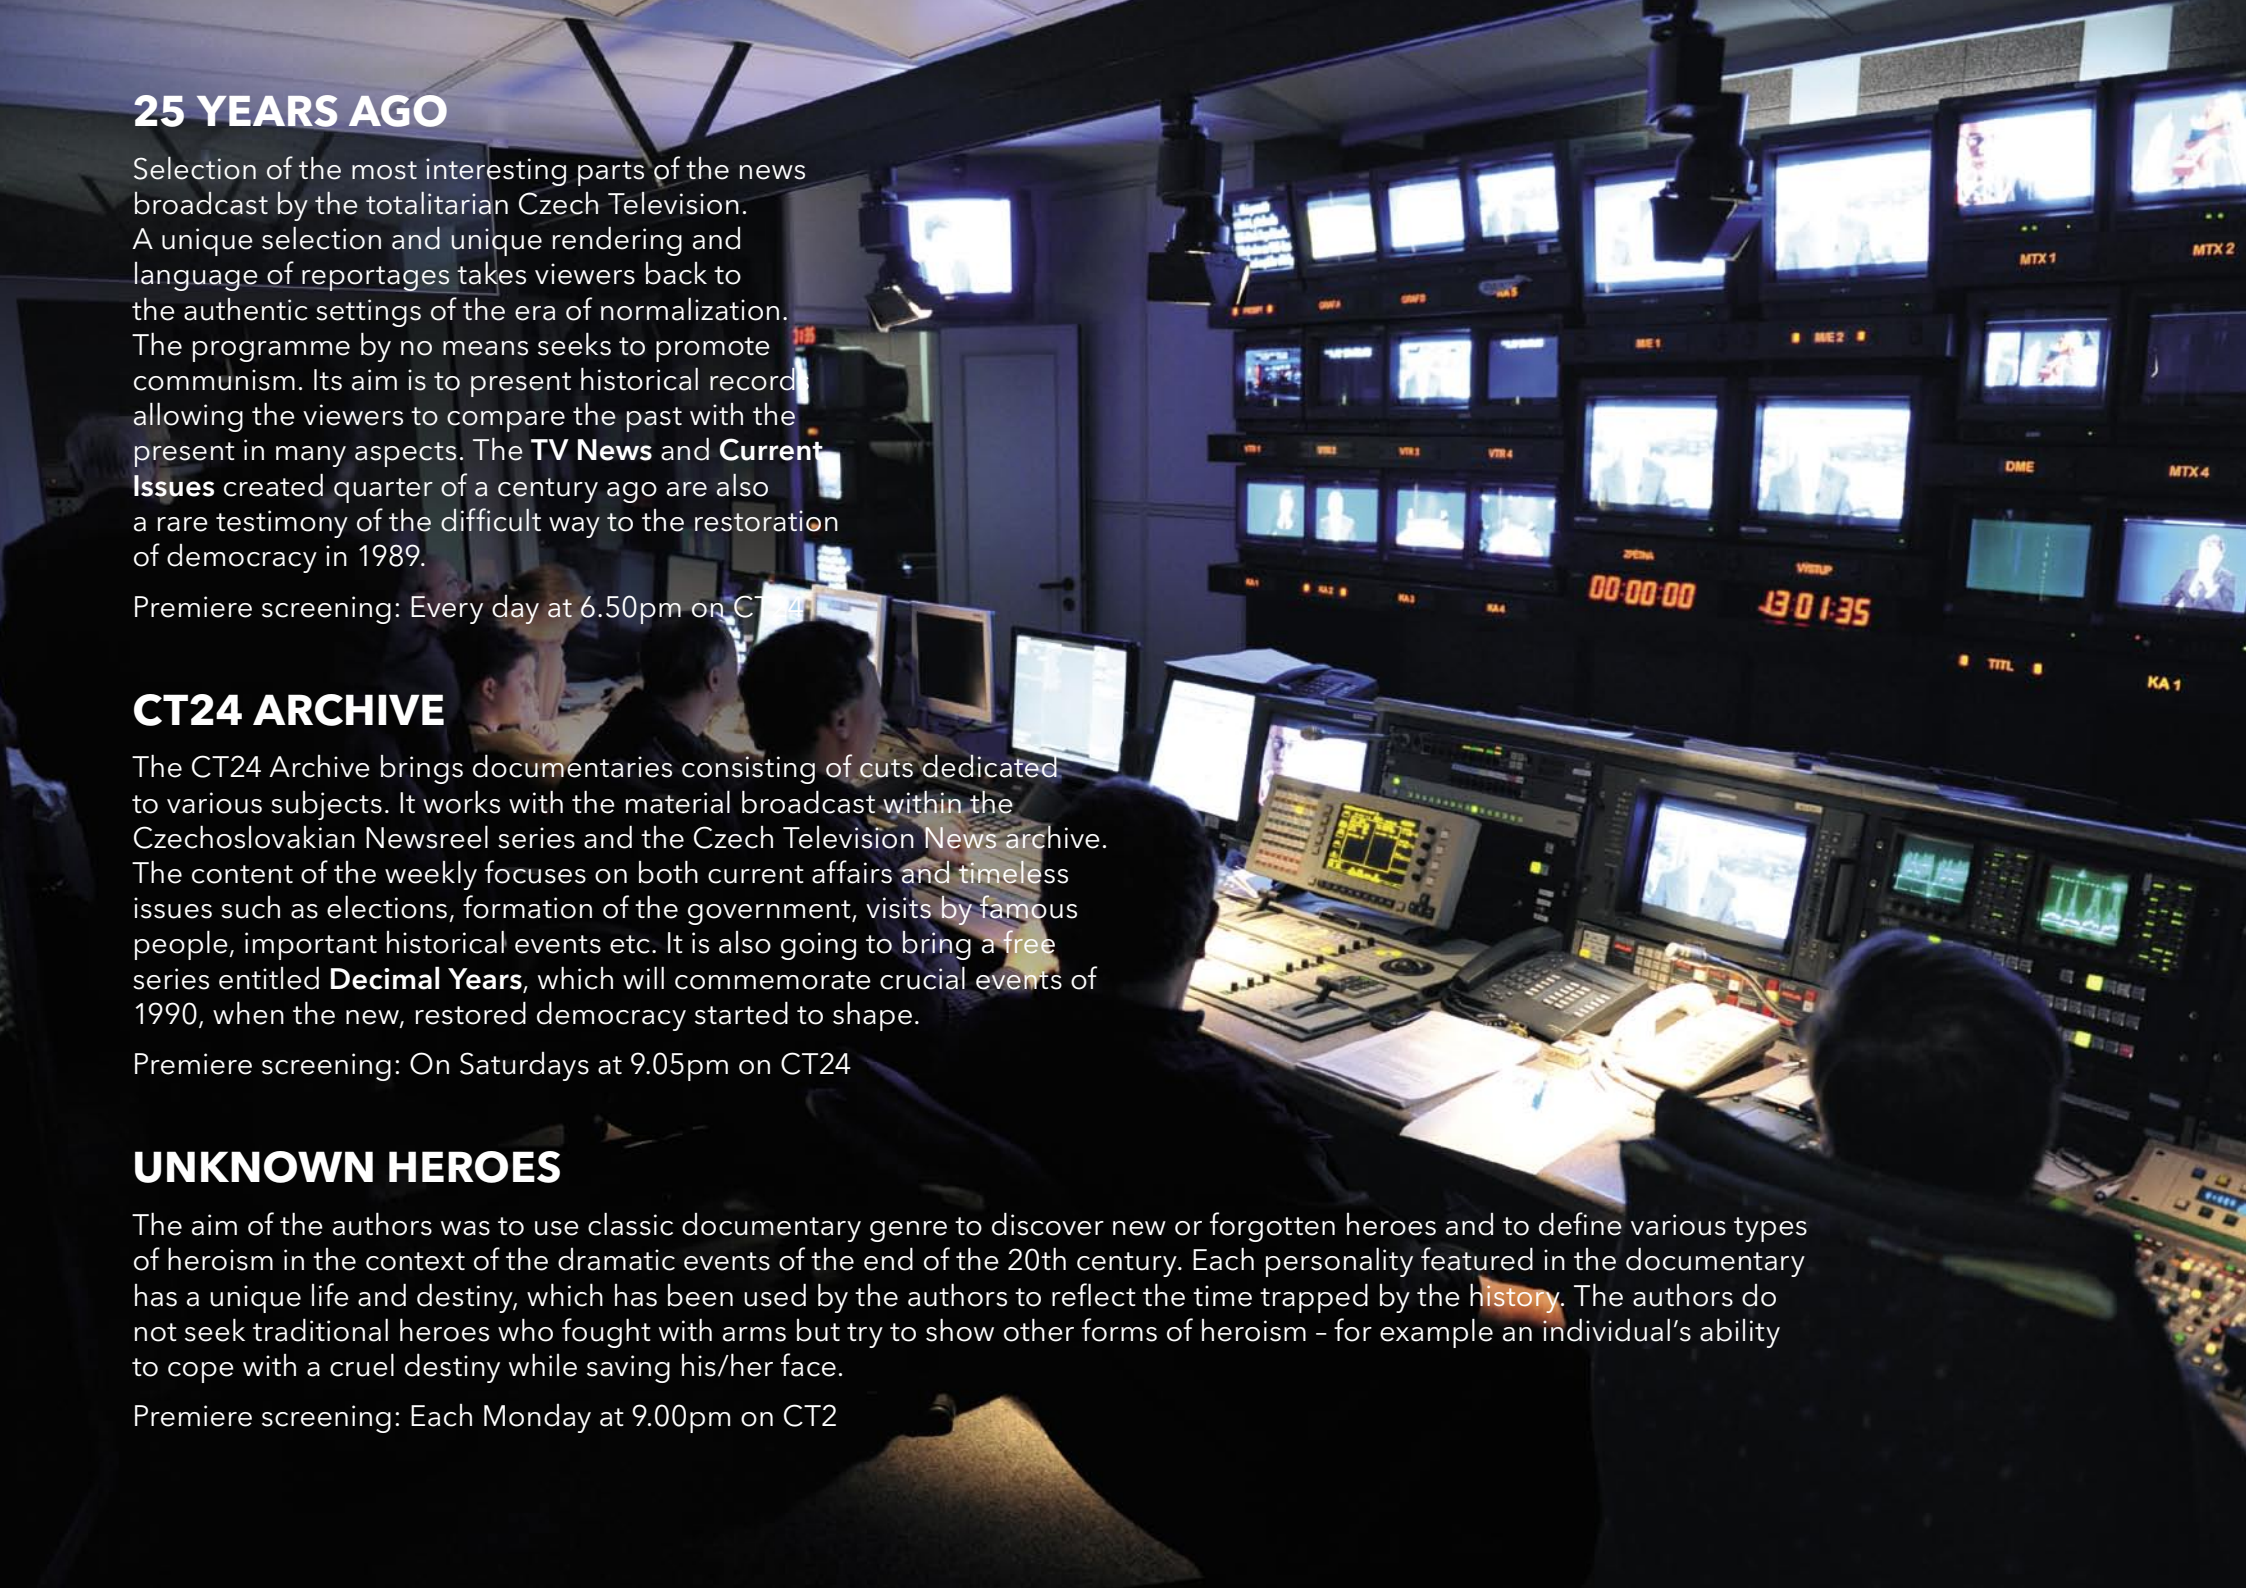 25 YEARS AGO
Selection of the most interesting parts of the news
broadcast by the totalitarian Czech Television.
A unique selection and unique rendering and
language of reportages takes viewers back to
the authentic settings of the era of normalization.
The programme by no means seeks to promote
communism. Its aim is to present historical records
allowing the viewers to compare the past with the
present in many aspects. The TV News and Current
Issues created quarter of a century ago are also
a rare testimony of the difficult way to the restoration
of democracy in 1989.
Premiere screening: Every day at 6.50pm on CT24
CT24 ARCHIVE
The CT24 Archive brings documentaries consisting of cuts dedicated
to various subjects. It works with the material broadcast within the
Czechoslovakian Newsreel series and the Czech Television News archive.
The content of the weekly focuses on both current affairs and timeless
issues such as elections, formation of the government, visits by famous
people, important historical events etc. It is also going to bring a free
series entitled Decimal Years, which will commemorate crucial events of
1990, when the new, restored democracy started to shape.
Premiere screening: On Saturdays at 9.05pm on CT24
UNKNOWN HEROES
The aim of the authors was to use classic documentary genre to discover new or forgotten heroes and to define various types
of heroism in the context of the dramatic events of the end of the 20th century. Each personality featured in the documentary
has a unique life and destiny, which has been used by the authors to reflect the time trapped by the history. The authors do
not seek traditional heroes who fought with arms but try to show other forms of heroism – for example an individual's ability
to cope with a cruel destiny while saving his/her face.
Premiere screening: Each Monday at 9.00pm on CT2
MTX 1
MTX 2
GRAFA
GRAFB
M/E 1
M/E 2
VTR1
VTR2
VTR3
VTR4
DME
MTX 4
ZPĚTNÁ
VÝSTUP
00:00:00
13:01:35
KA1
KA2
KA3
KA4
TITL
KA 1